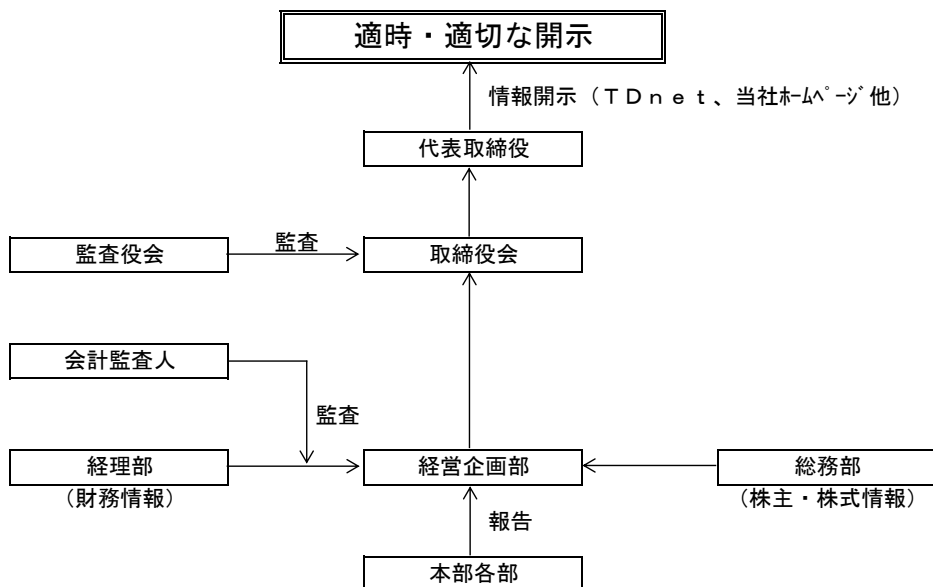 適時・適切な開示
情報開示（ＴＤｎｅｔ、当社ﾎｰﾑﾍﾟｰｼﾞ他）
代表取締役
監査役会
監査
取締役会
会計監査人
監査
経理部
（財務情報）
経営企画部
総務部
（株主・株式情報）
報告
本部各部